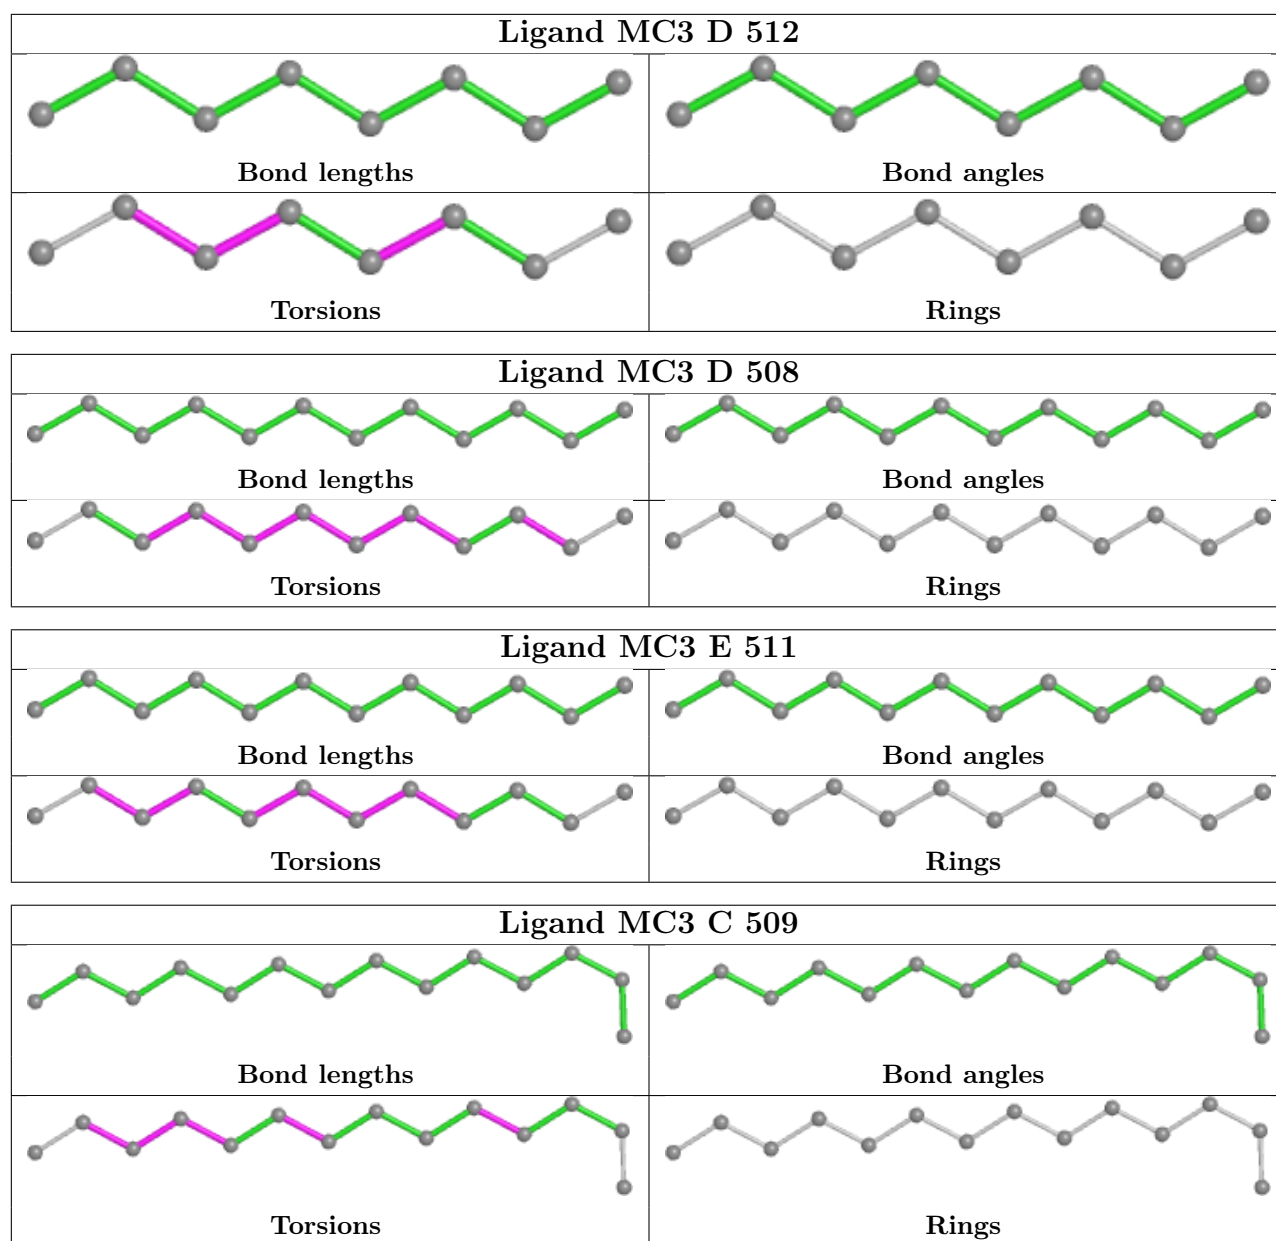 Ligand MC3 D 512
Bond lengths Bond angles
Torsions Rings
Ligand MC3 D 508
Bond lengths Bond angles
Torsions Rings
Ligand MC3 E 511
Bond lengths Bond angles
Torsions Rings
Ligand MC3 C 509
Bond lengths Bond angles
Torsions Rings